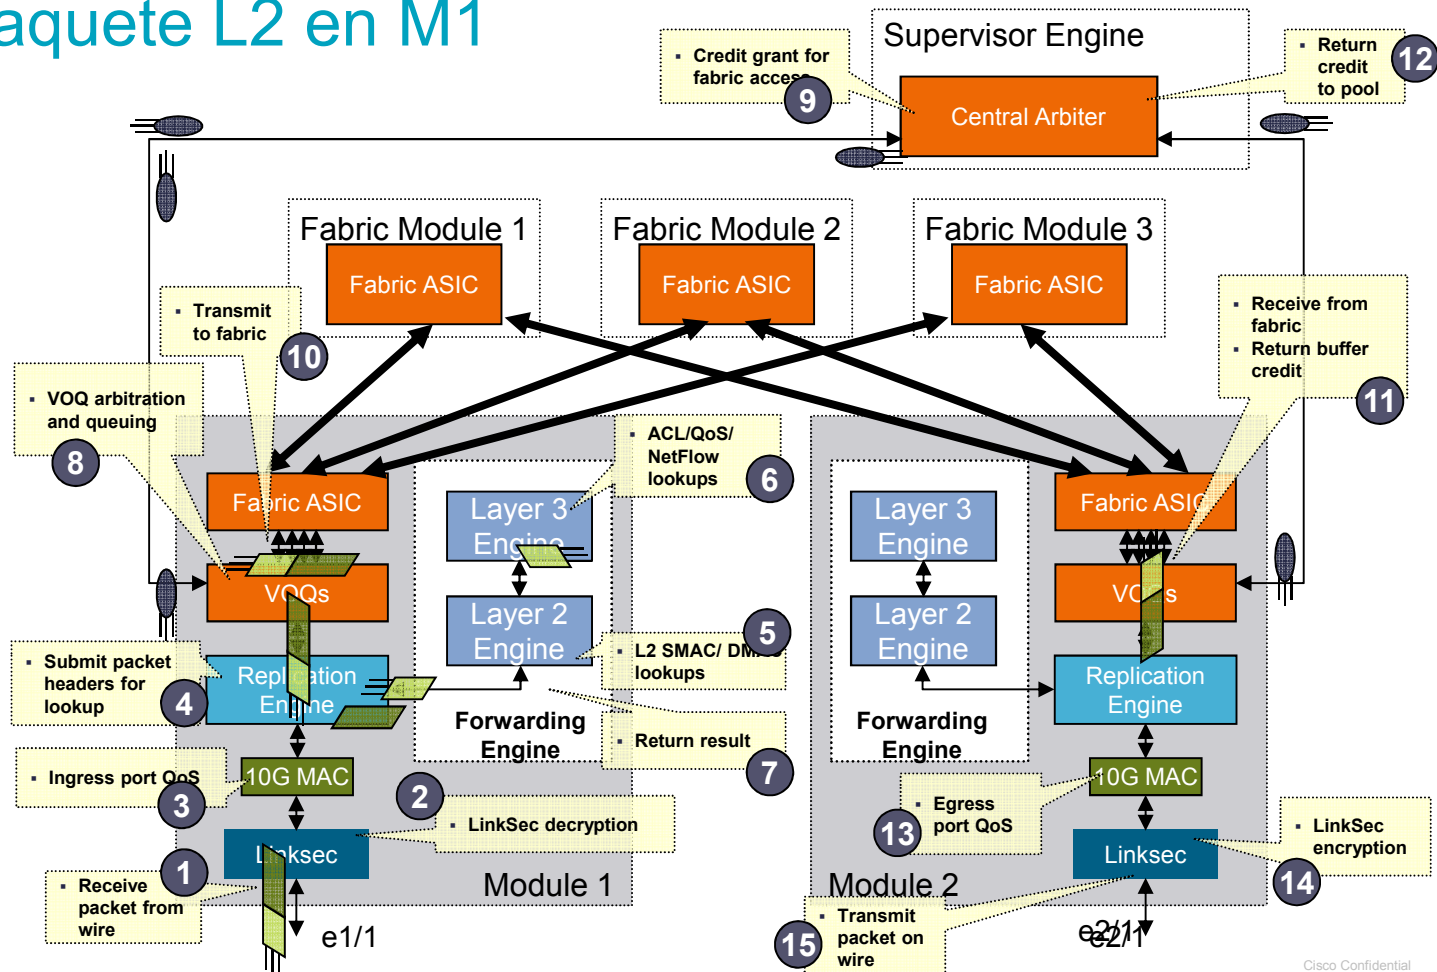 aquete L2 en M1
Supervisor Engine
Central Arbiter
▪ Credit grant for
fabric access
9
▪ Return
credit
to pool
12
Fabric Module 1
Fabric ASIC
Fabric Module 2
Fabric ASIC
Fabric Module 3
Fabric ASIC
▪ Transmit
to fabric
10
▪ Receive from
fabric
▪ Return buffer
credit
11
▪ VOQ arbitration
and queuing
8
▪ ACL/QoS/
NetFlow
lookups
6
Fabric ASIC
VOQs
Layer 3
Engine
Layer 2
Engine
5
▪ L2 SMAC/ DMAC
lookups
▪ Submit packet
headers for
lookup
4
Replication
Engine
Forwarding
Engine
▪ Return result
7
▪ Ingress port QoS
3
10G MAC
2
▪ LinkSec decryption
Linksec
1
▪ Receive
packet from
wire
Module 1
e1/1
Layer 3
Engine
Layer 2
Engine
Forwarding
Engine
Fabric ASIC
VOQs
Replication
Engine
10G MAC
▪ Egress
port QoS
13
Linksec
▪ LinkSec
encryption
14
Module 2
▪ Transmit
packet on
wire
15
e2/1
e2/1
Cisco Confidential